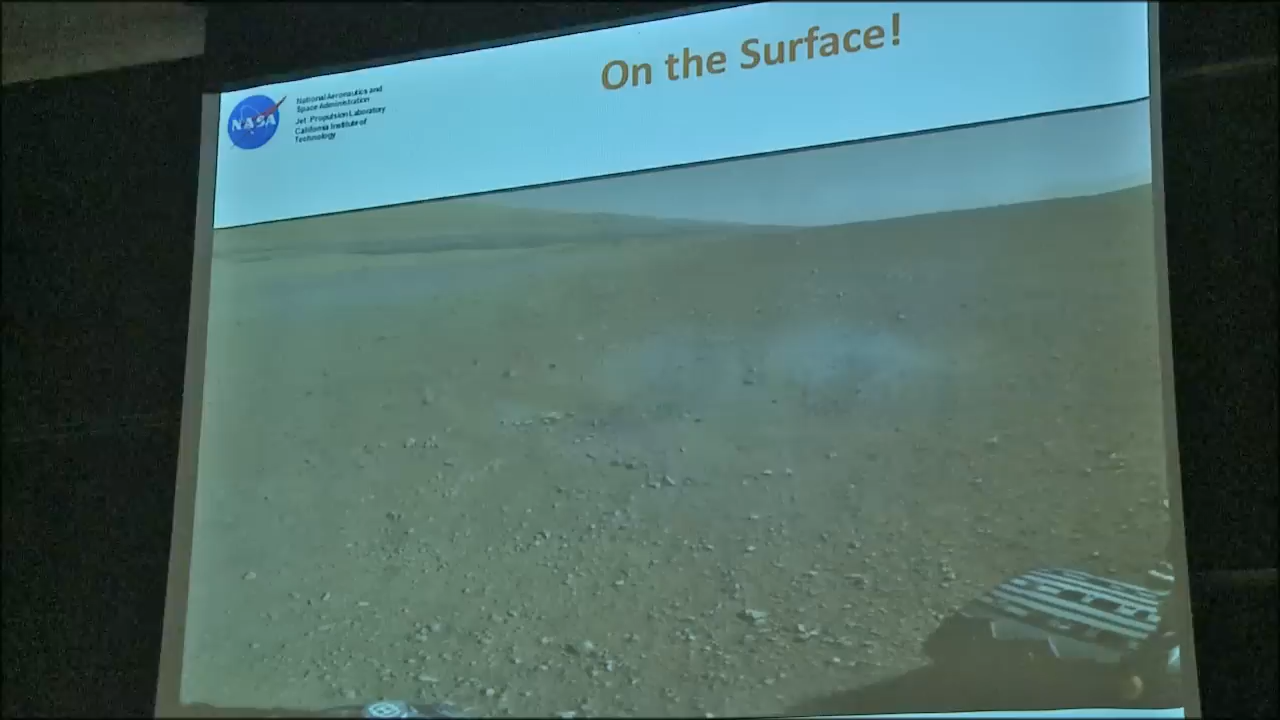 On the Surface!
NASA
National Aeronautics and
Space Administration
Jet Propulsion Laboratory
California Institute of
Technology